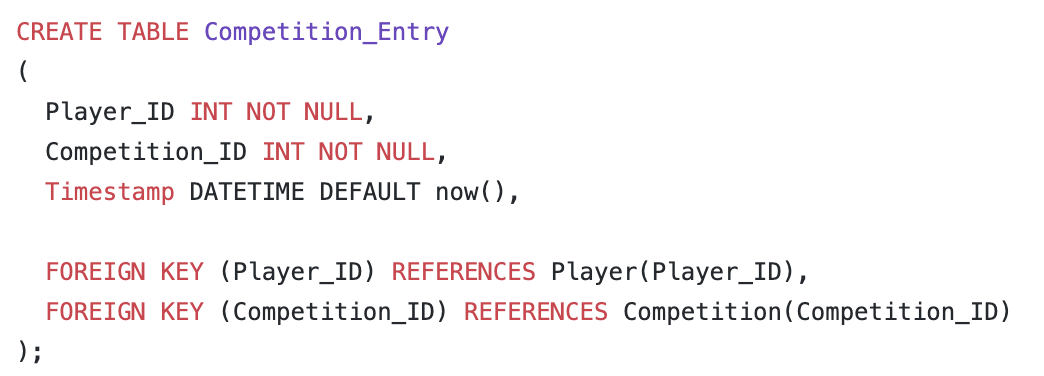 CREATE TABLE Competition_Entry
(
  Player_ID INT NOT NULL,
  Competition_ID INT NOT NULL,
  Timestamp DATETIME DEFAULT now(),

  FOREIGN KEY (Player_ID) REFERENCES Player(Player_ID),
  FOREIGN KEY (Competition_ID) REFERENCES Competition(Competition_ID)
);